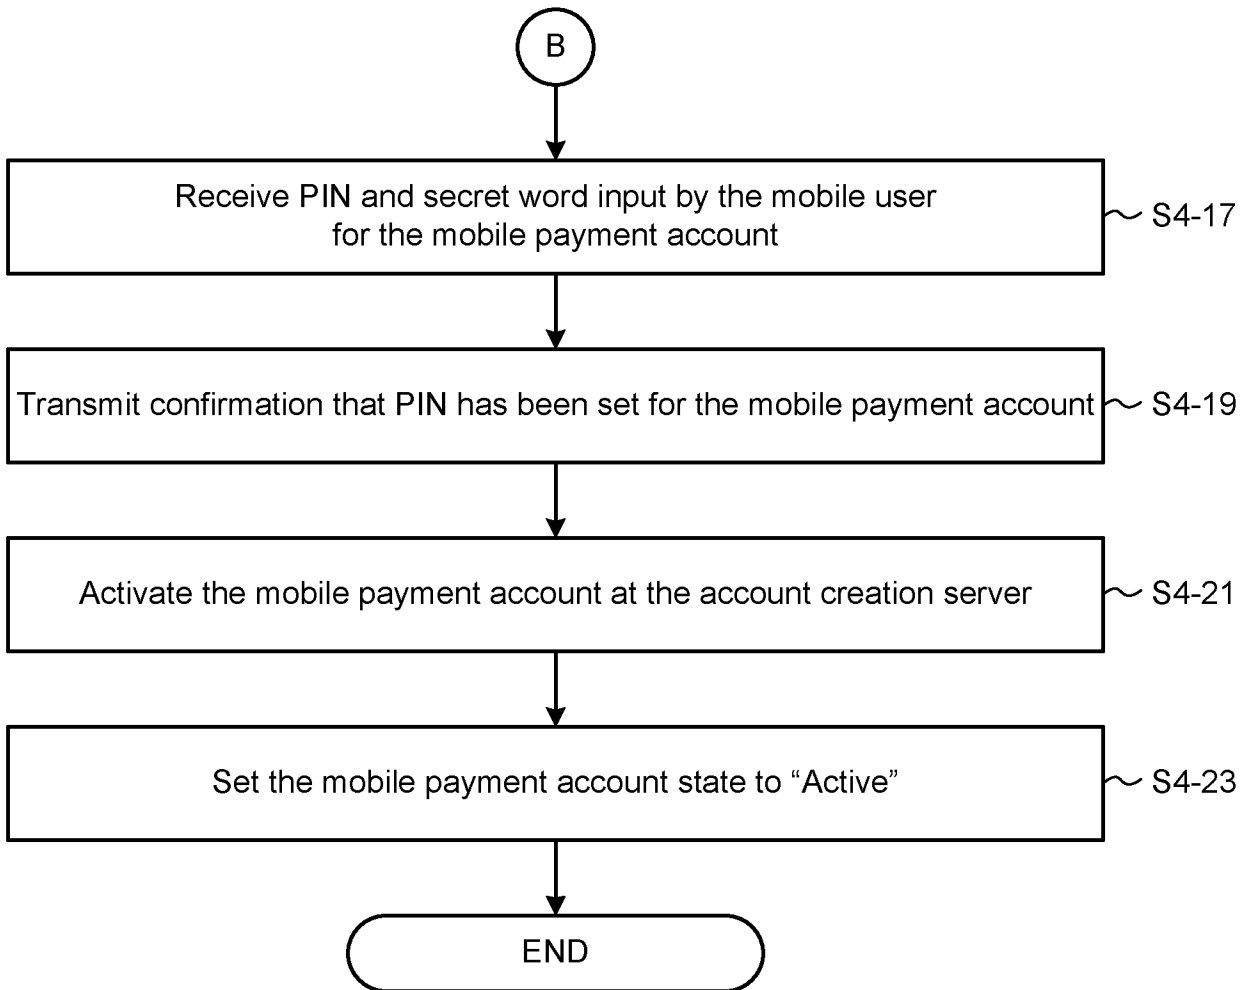 B
Receive PIN and secret word input by the mobile user
for the mobile payment account
S4-17
Transmit confirmation that PIN has been set for the mobile payment account
S4-19
Activate the mobile payment account at the account creation server
S4-21
Set the mobile payment account state to “Active”
S4-23
END